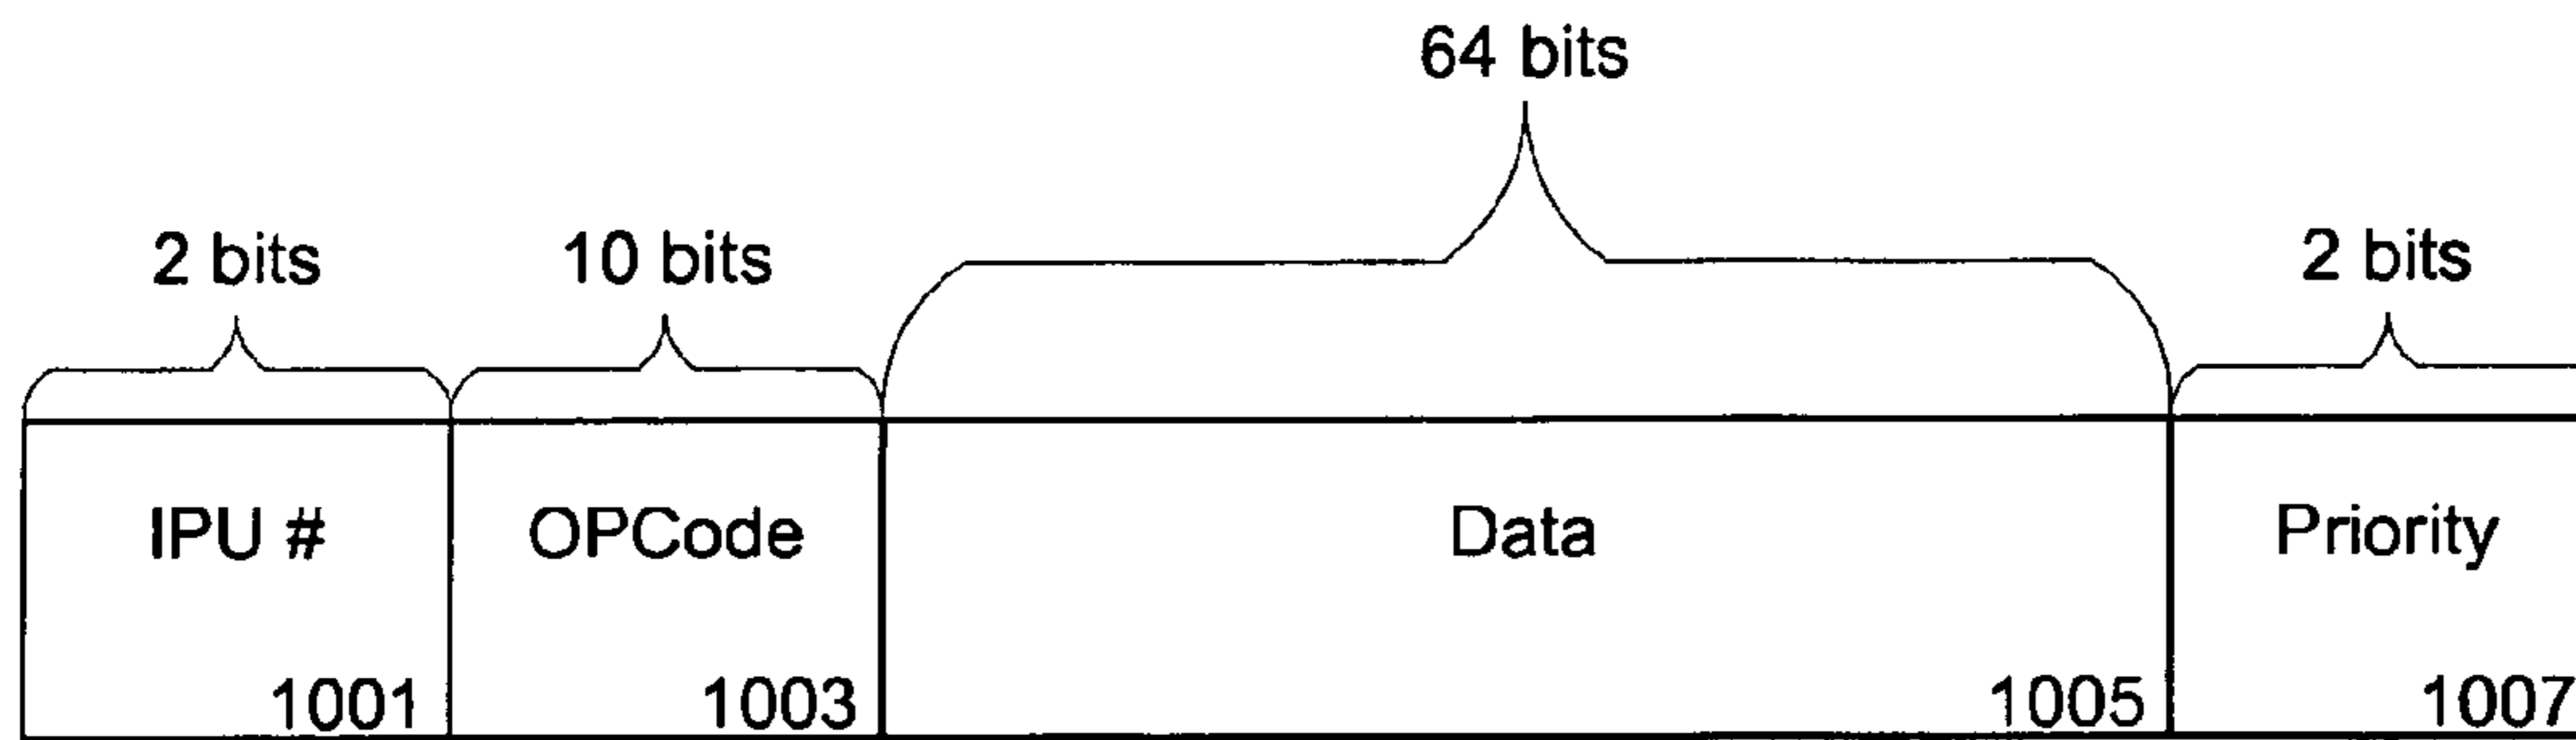 64 bits
2 bits 10 bits 2 bits
IPU # OPCode Data Priority
1001 1003 1005 1007